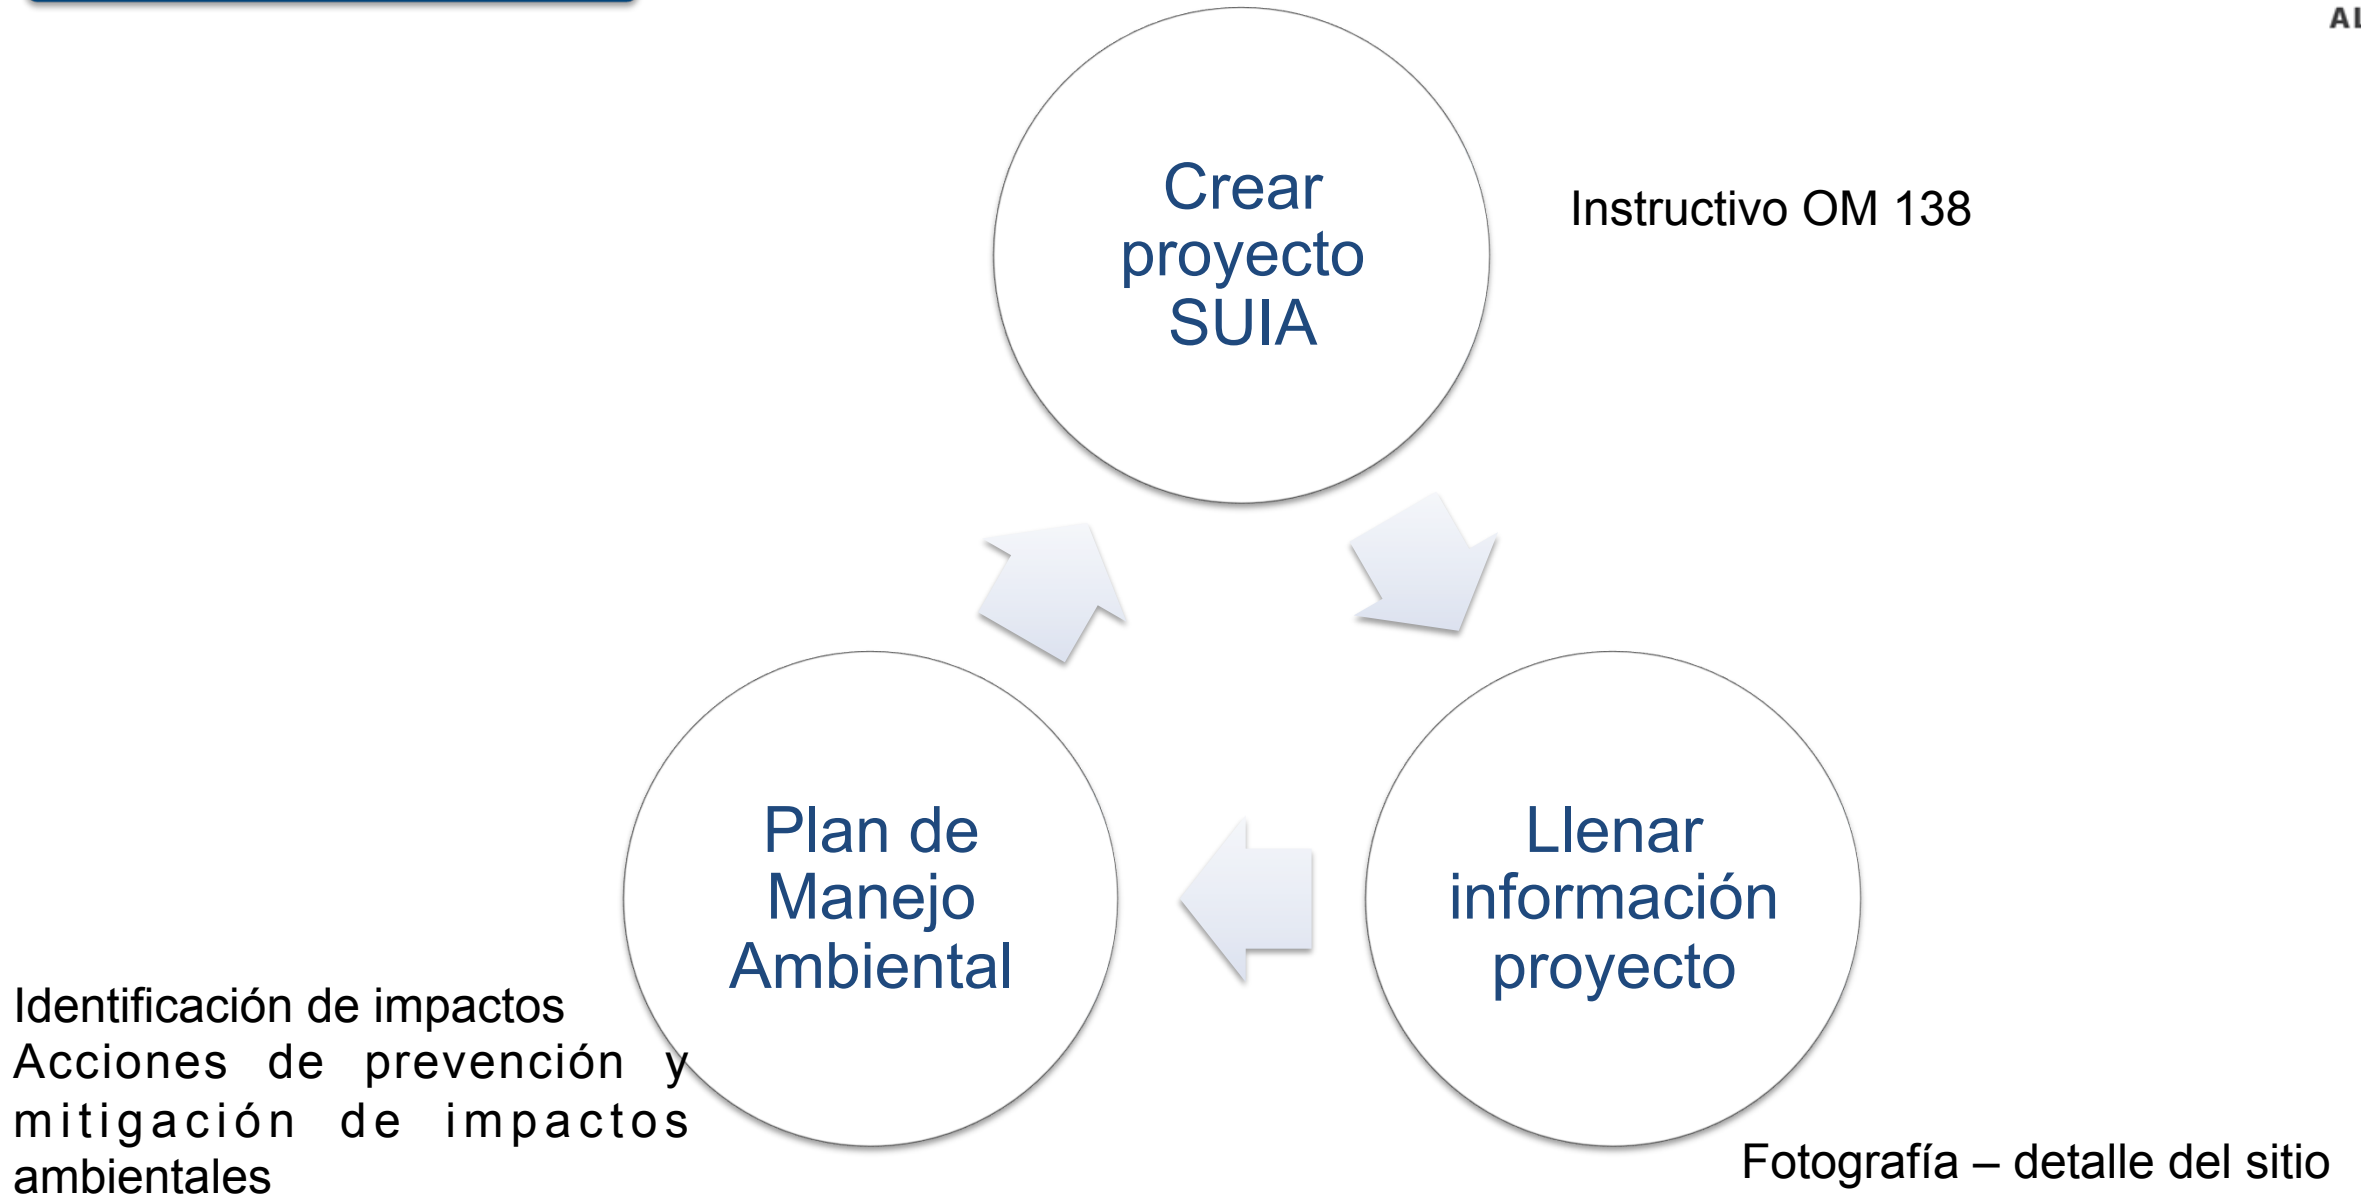 Crear
proyecto
SUIA
Instructivo OM 138
Plan de
Manejo
Ambiental
Llenar
información
proyecto
Identificación de impactos
Acciones de prevención y
mitigación de impactos
ambientales
Fotografía – detalle del sitio